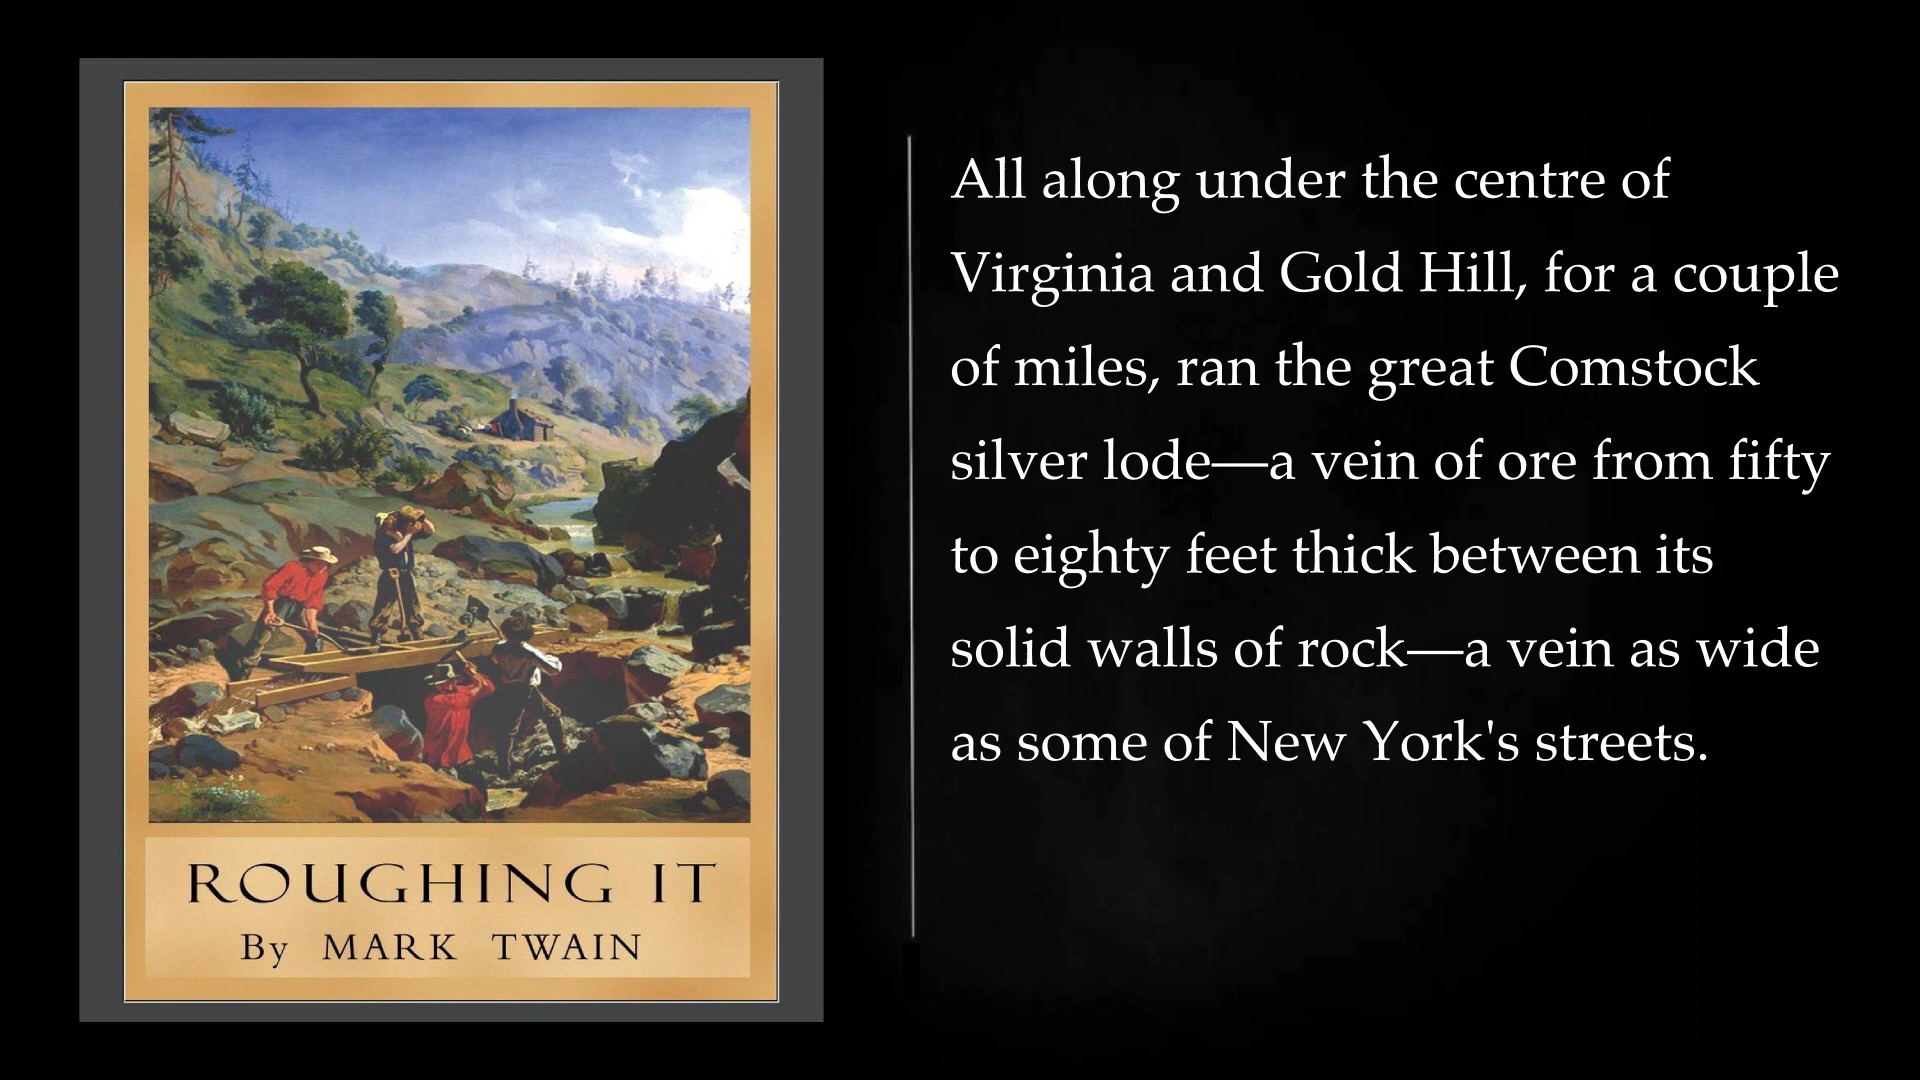 ROUGHING IT
By MARK TWAIN
All along under the centre of
Virginia and Gold Hill, for a couple
of miles, ran the great Comstock
silver lode—a vein of ore from fifty
to eighty feet thick between its
solid walls of rock—a vein as wide
as some of New York's streets.